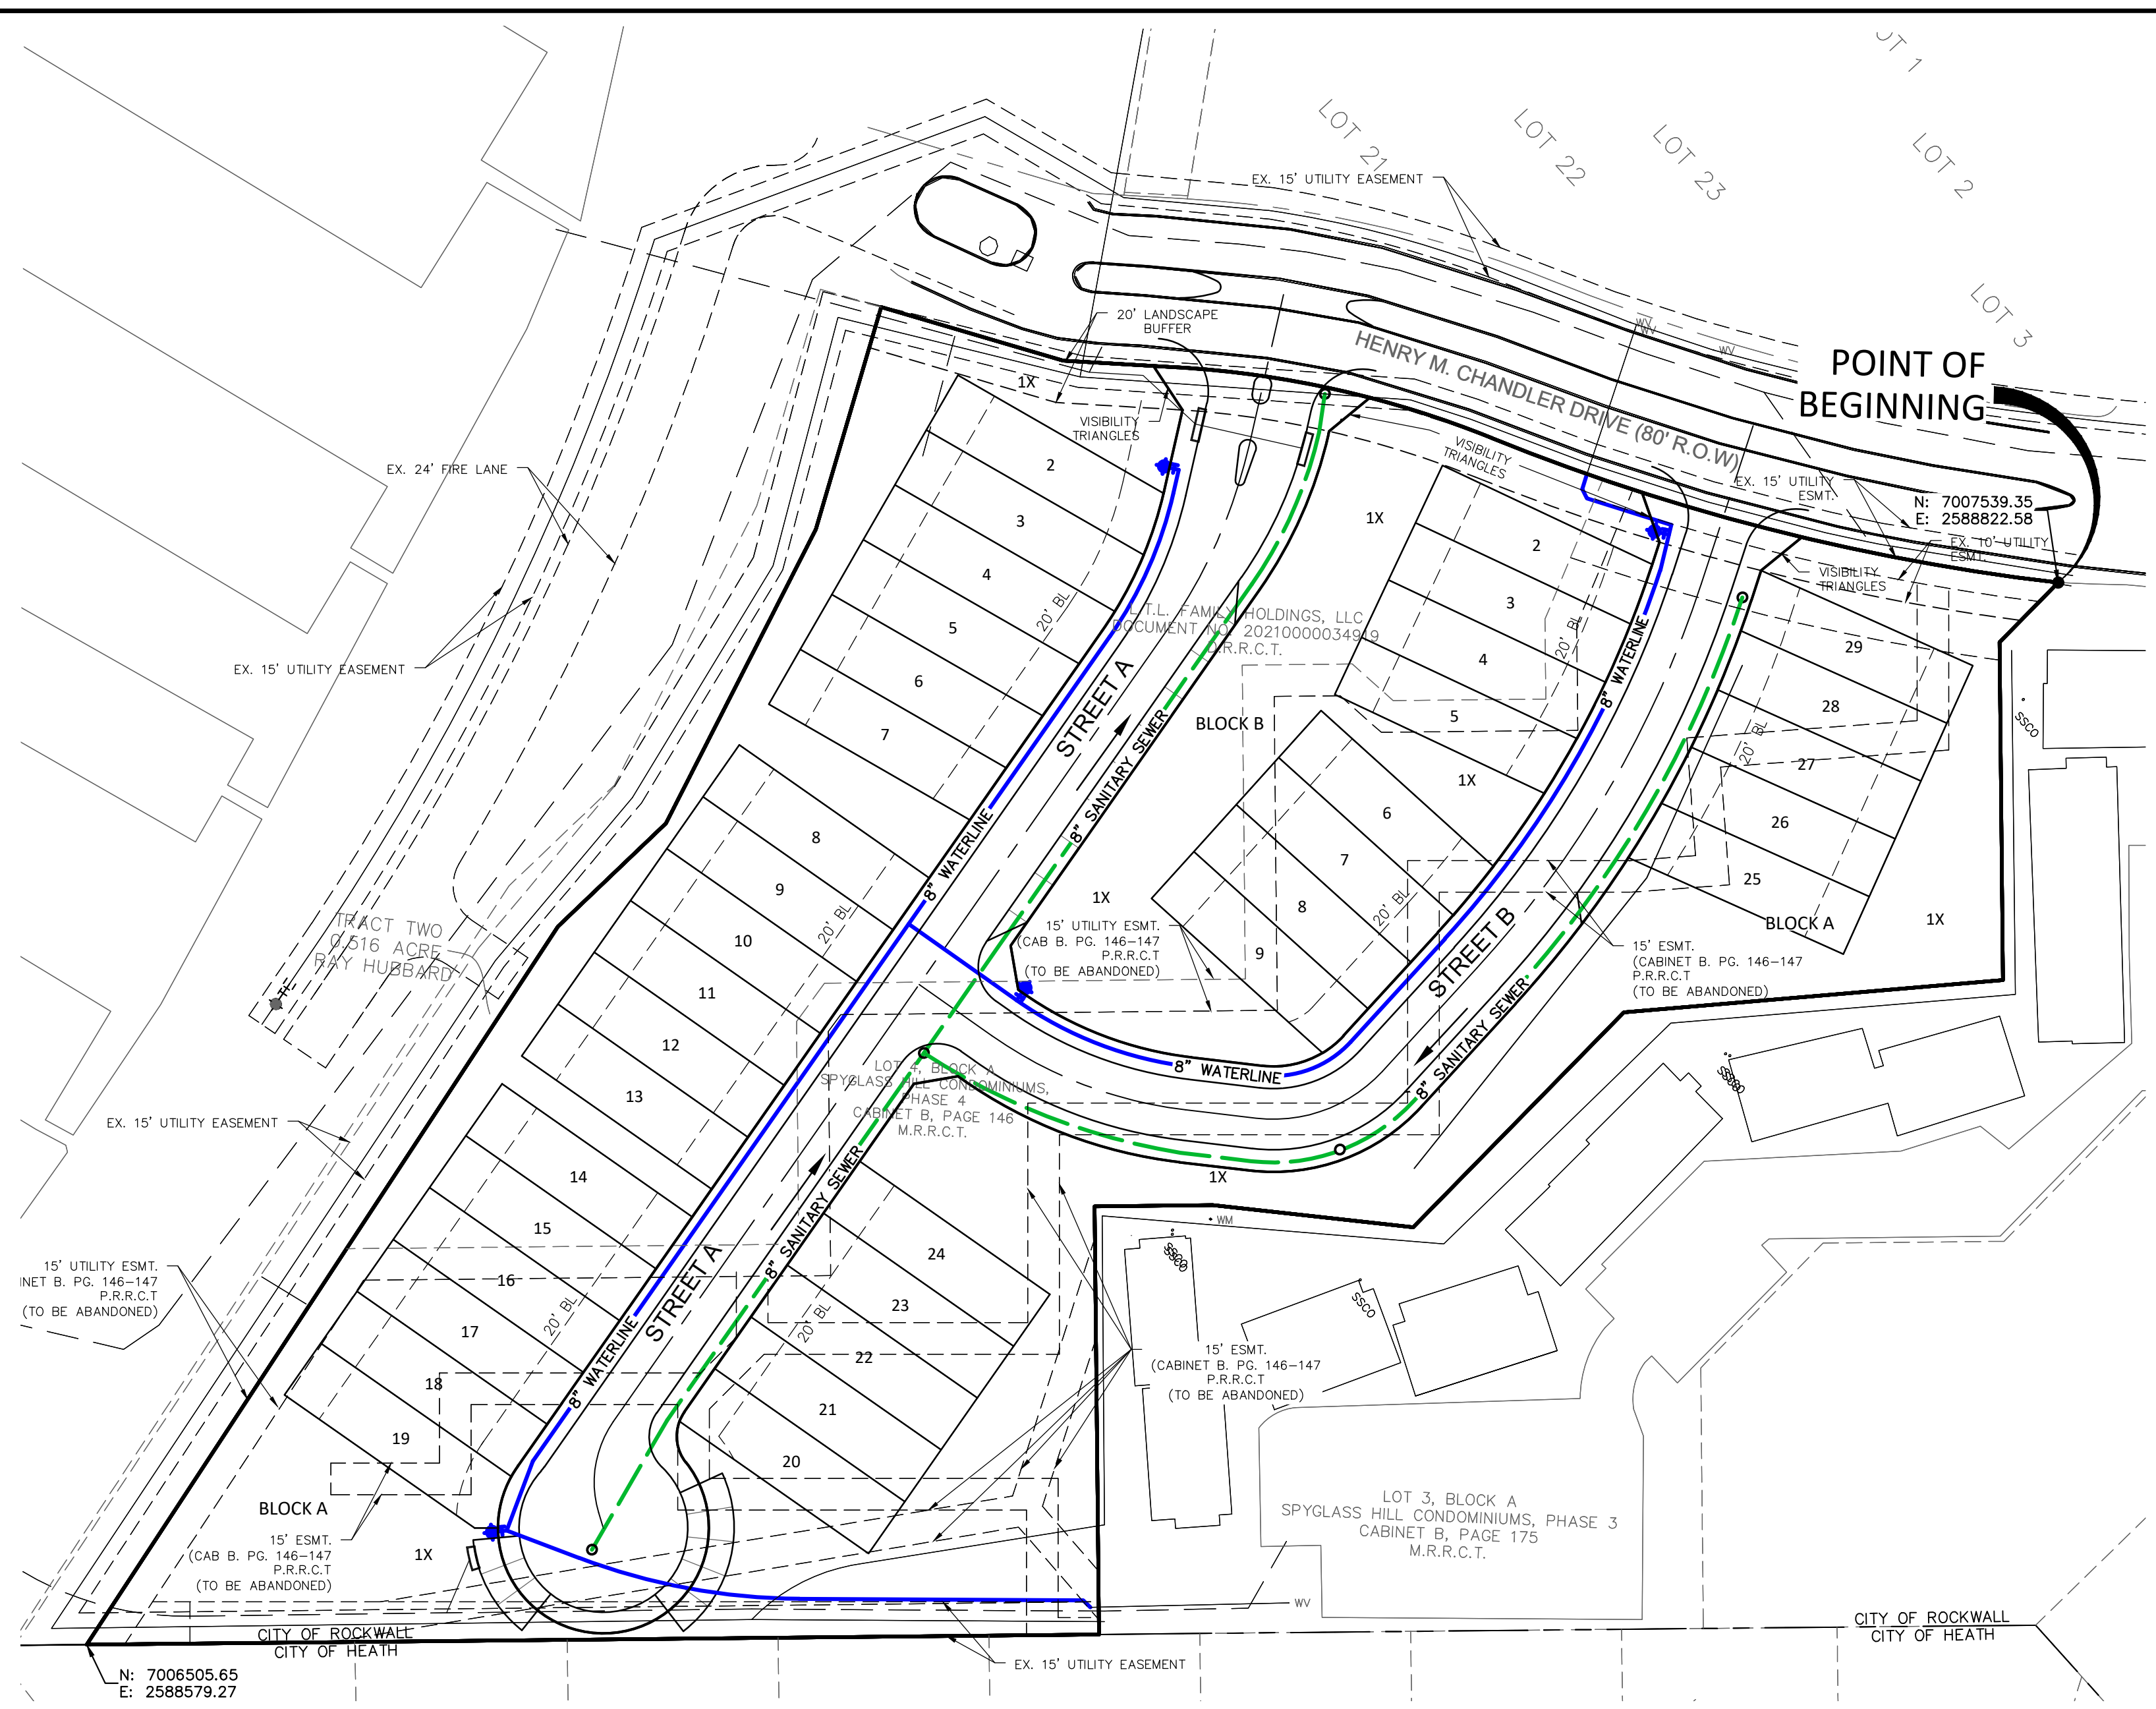 LOT 1
LOT 21
LOT 22
LOT 23
LOT 2
LOT 3
EX. 15' UTILITY EASEMENT
20' LANDSCAPE
BUFFER
HENRY M. CHANDLER DRIVE (80' R.O.W)
WV
WV
WV
POINT OF
BEGINNING
N: 7007539.35
E: 2588822.58
EX. 15' UTILITY
ESMT.
EX. 10' UTILITY
ESMT.
VISIBILITY
TRIANGLES
VISIBILITY
TRIANGLES
VISIBILITY
TRIANGLES
EX. 24' FIRE LANE
EX. 15' UTILITY EASEMENT
1X
2
3
4
5
6
7
20' BL
L.T.L. FAMILY HOLDINGS, LLC
DOCUMENT NO. 20210000034919
D.R.R.C.T.
STREET A
8" WATERLINE
8" SANITARY SEWER
BLOCK B
1X
2
3
4
5
1X
20' BL
8" WATERLINE
6
7
8
9
20' BL
1X
29
28
27
26
25
20' BL
BLOCK A
1X
SSCO
15' UTILITY ESMT.
(CAB B. PG. 146-147
P.R.R.C.T
(TO BE ABANDONED)
STREET B
8" SANITARY SEWER
8" WATERLINE
15' ESMT.
(CABINET B. PG. 146-147
P.R.R.C.T
(TO BE ABANDONED)
TRACT TWO
0.516 ACRE
RAY HUBBARD
8
9
10
11
12
13
20' BL
LOT 4, BLOCK A
SPYGLASS HILL CONDOMINIUMS,
PHASE 4
CABINET B, PAGE 146
M.R.R.C.T.
EX. 15' UTILITY EASEMENT
1X
WM
SSCO
SSCO
SSCO
SSCO
SSCO
14
15
16
17
18
19
20' BL
8" WATERLINE
STREET A
8" SANITARY SEWER
24
23
22
21
20
20' BL
15' UTILITY ESMT.
INET B. PG. 146-147
P.R.R.C.T
(TO BE ABANDONED)
15' ESMT.
(CABINET B. PG. 146-147
P.R.R.C.T
(TO BE ABANDONED)
BLOCK A
15' ESMT.
(CAB B. PG. 146-147
P.R.R.C.T
(TO BE ABANDONED)
1X
LOT 3, BLOCK A
SPYGLASS HILL CONDOMINIUMS, PHASE 3
CABINET B, PAGE 175
M.R.R.C.T.
WV
CITY OF ROCKWALL
CITY OF HEATH
CITY OF ROCKWALL
CITY OF HEATH
EX. 15' UTILITY EASEMENT
N: 7006505.65
E: 2588579.27